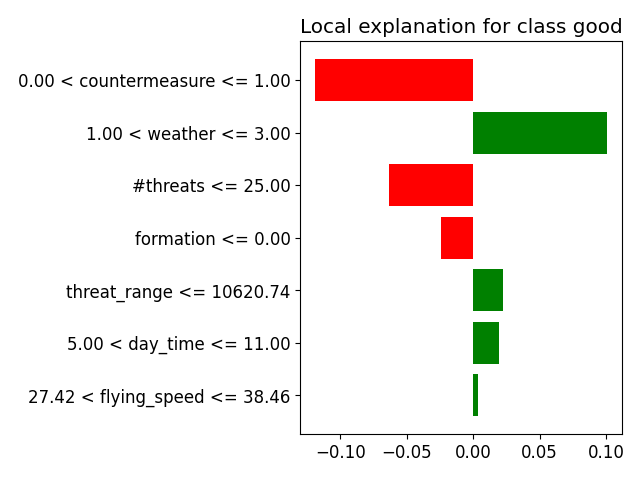 Local explanation for class good
0.00 < countermeasure <= 1.00
1.00 < weather <= 3.00
#threats <= 25.00
formation <= 0.00
threat_range <= 10620.74
5.00 < day_time <= 11.00
27.42 < flying_speed <= 38.46
−0.10 −0.05 0.00 0.05 0.10